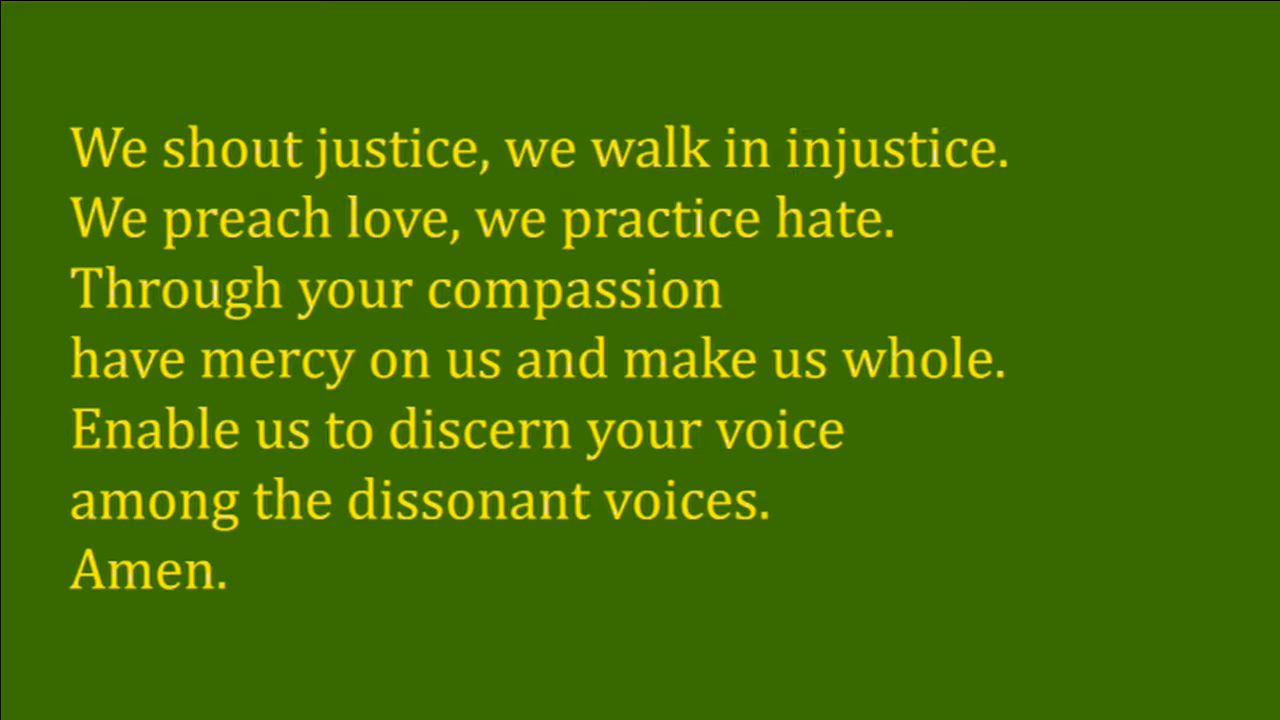 We shout justice, we walk in injustice.
We preach love, we practice hate.
Through your compassion
have mercy on us and make us whole.
Enable us to discern your voice
among the dissonant voices.
Amen.